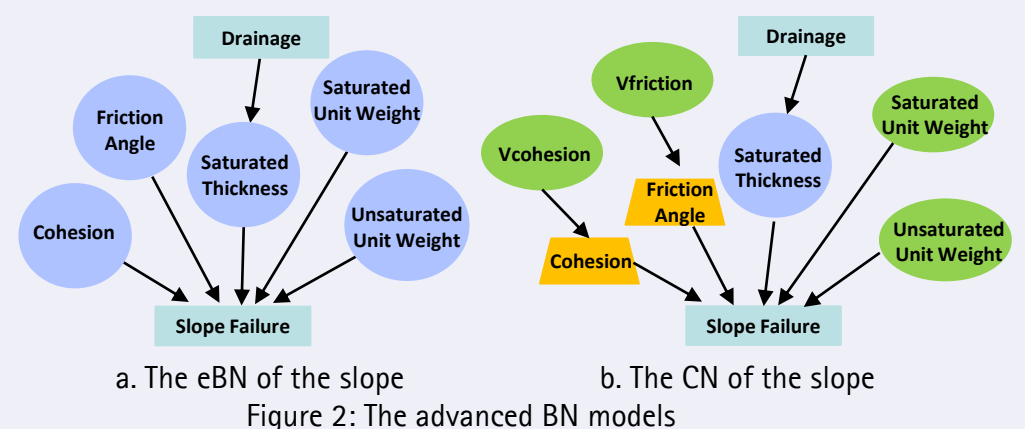 Drainage
Saturated
Unit Weight
Friction
Angle
Saturated
Thickness
Cohesion
Unsaturated
Unit Weight
Slope Failure
a. The eBN of the slope
Drainage
Vfriction
Saturated
Unit Weight
Vcohesion
Saturated
Thickness
Friction
Angle
Unsaturated
Unit Weight
Cohesion
Slope Failure
b. The CN of the slope
Figure 2: The advanced BN models